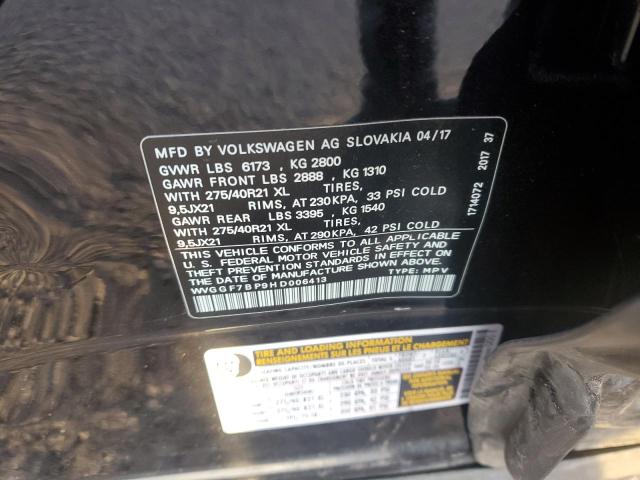 MFD BY VOLKSWAGEN AG SLOVAKIA 04/17
GVWR LBS 6173 , KG 2800
GAWR FRONT LBS 2888 , KG 1310
WITH 275/40R21 XL TIRES,
9,5JX21 RIMS, AT 230KPA, 33 PSI COLD
GAWR REAR LBS 3395, KG 1540
WITH 275/40R21 XL TIRES,
9,5JX21 RIMS, AT 290KPA, 42 PSI COLD
THIS VEHICLE CONFORMS TO ALL APPLICABLE
U. S. FEDERAL MOTOR VEHICLE SAFETY AND
THEFT PREVENTION STANDARDS IN EFFECT ON
THE DATE OF MANUFACTURE SHOWN ABOVE
WVGGF7BP9HD006413 TYPE: MPV
1714072 2017 37
TIRE AND LOADING INFORMATION
RENSEIGNEMENTS SUR LES PNEUS ET LE CHARGEMENT